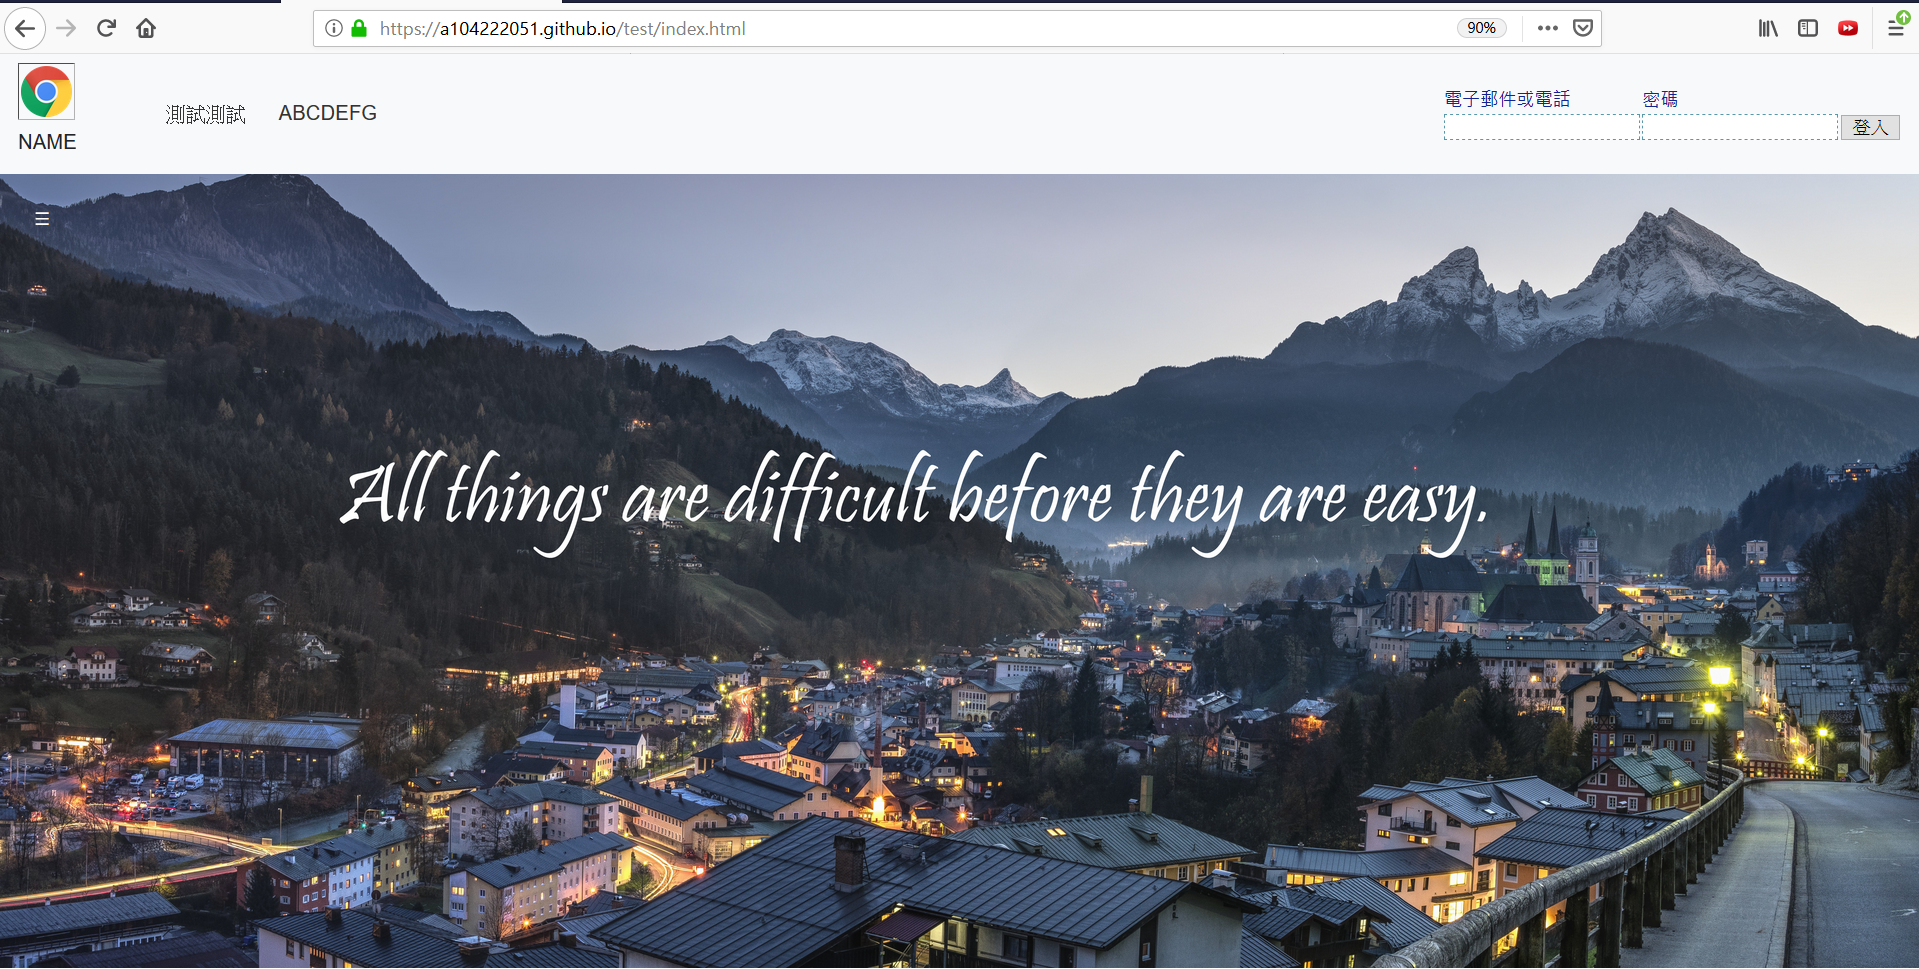 https://a104222051.github.io/test/index.html
90%
NAME
測試測試
ABCDEFG
電子郵件或電話
密碼
登入
All things are difficult before they are easy.